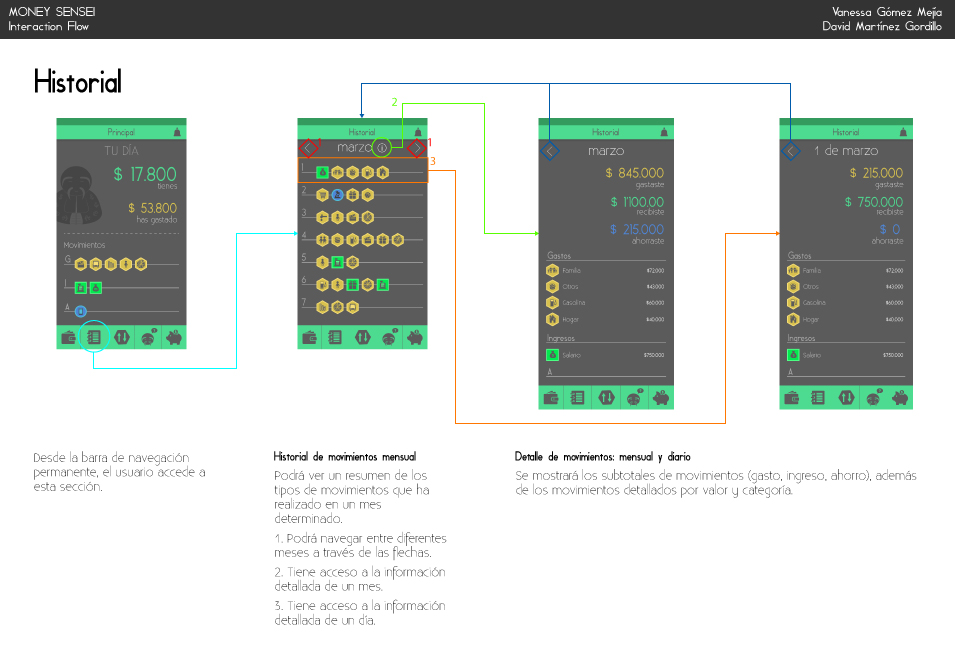 MONEY SENSEI
Interaction Flow
Vanessa Gómez Mejía
David Martínez Gordillo
Historial
Principal
TU DÍA
$ 17.800
tienes
$ 53.800
has gastado
Movimientos
G
I
A
Historial
marzo
1
1
2
3
1
2
3
4
5
6
7
Historial
marzo
$ 845.000
gastaste
$ 1'100.00
recibiste
$ 215.000
ahorraste
Gastos
Familia $72.000
Otros $43.000
Gasolina $60.000
Hogar $40.000
Ingresos
Salario $750.000
A
Historial
1 de marzo
$ 215.000
gastaste
$ 750.000
recibiste
$ 0
ahorraste
Gastos
Familia $72.000
Otros $43.000
Gasolina $60.000
Hogar $40.000
Ingresos
Salario $750.000
A
Desde la barra de navegación
permanente, el usuario accede a
esta sección.
Historial de movimientos mensual
Podrá ver un resumen de los
tipos de movimientos que ha
realizado en un mes
determinado.
1. Podrá navegar entre diferentes
meses a través de las flechas.
2. Tiene acceso a la información
detallada de un mes.
3. Tiene acceso a la información
detallada de un día.
Detalle de movimientos: mensual y diario
Se mostrará los subtotales de movimientos (gasto, ingreso, ahorro), además
de los movimientos detallados por valor y categoría.